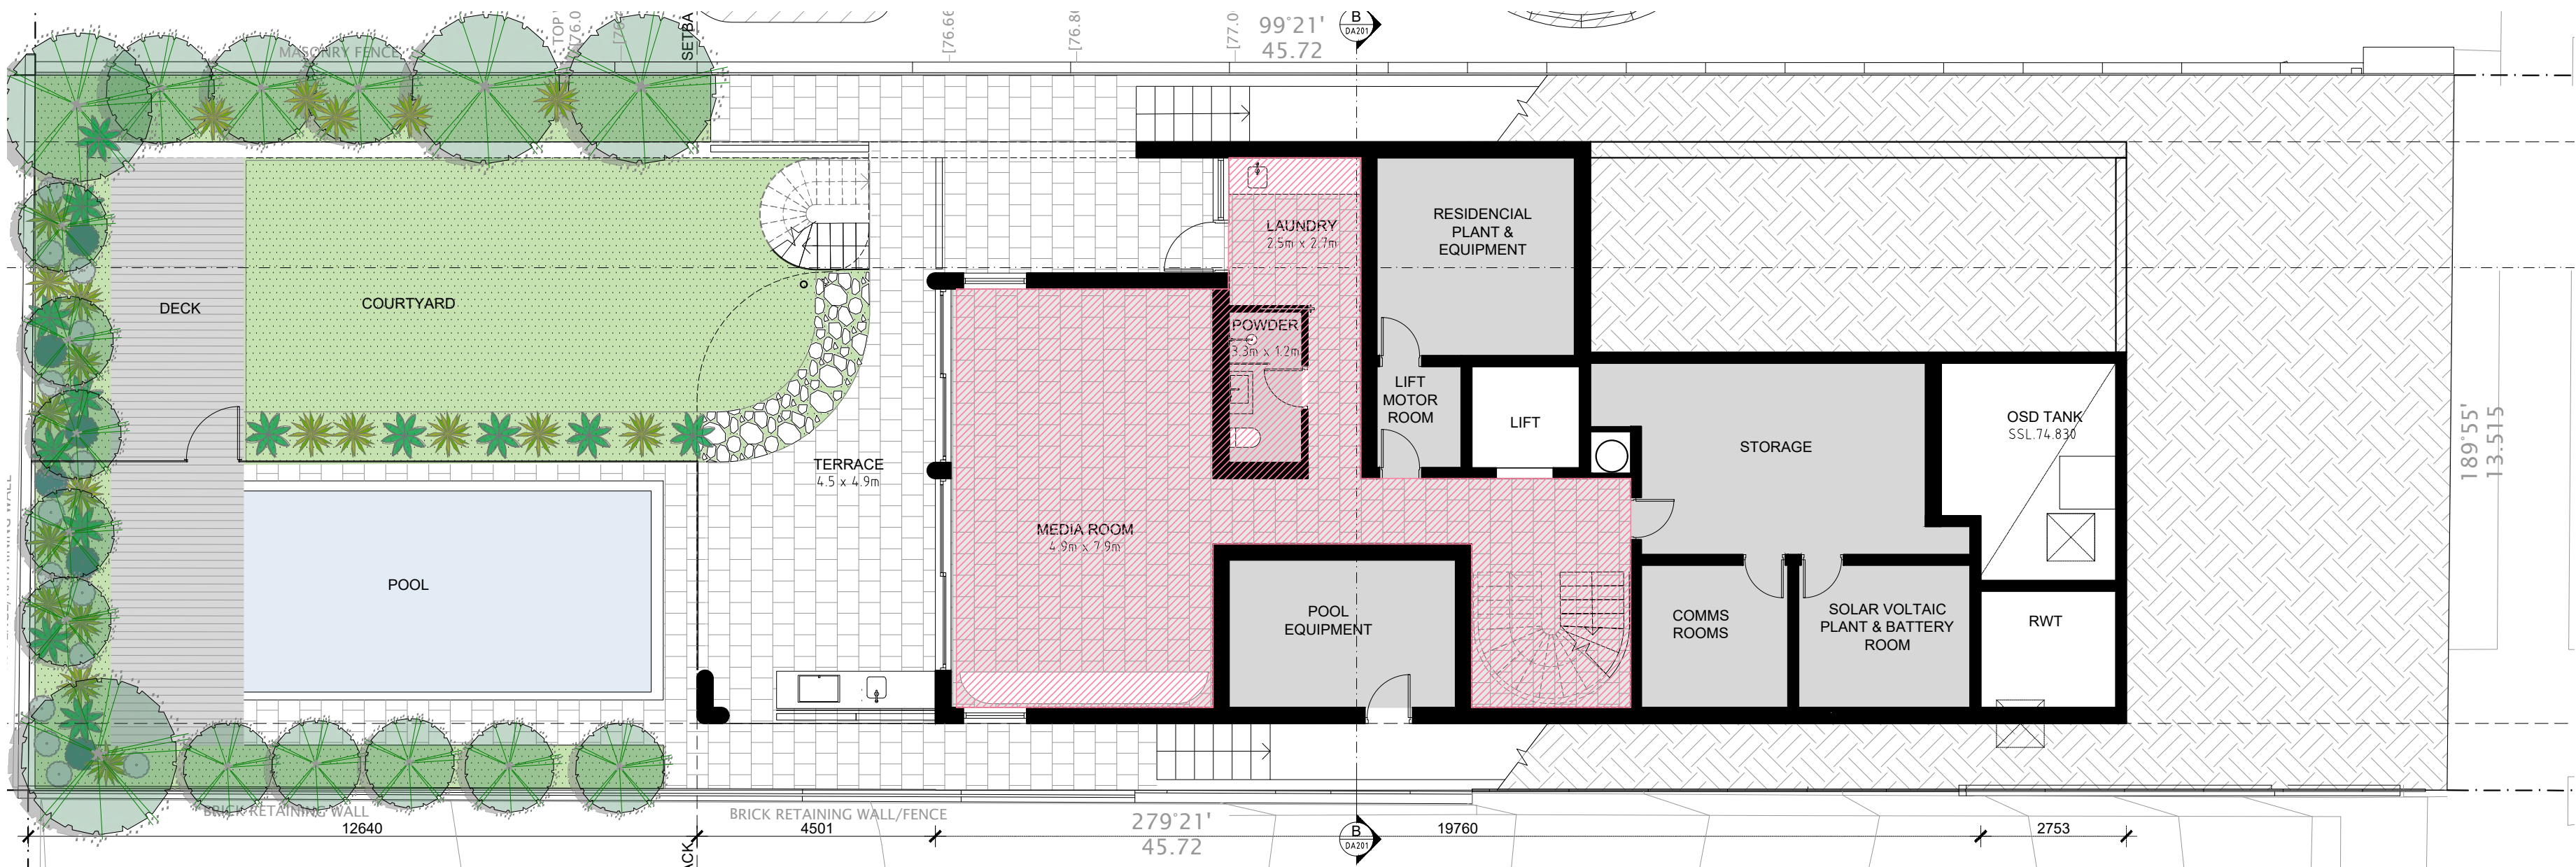 MASONRY FENCE
TOP
[76.0
[76.
SETBA
[76.66
[76.80
[77.0
99°21'
45.72
B
DA201
LAUNDRY
2.5m x 2.7m
RESIDENCIAL
PLANT &
EQUIPMENT
DECK
COURTYARD
POWDER
3.3m x 1.2m
LIFT
MOTOR
ROOM
LIFT
STORAGE
OSD TANK
SSL.74.830
189°55'
13.515
TERRACE
4.5 x 4.9m
MEDIA ROOM
4.9m x 7.9m
POOL
POOL
EQUIPMENT
COMMS
ROOMS
SOLAR VOLTAIC
PLANT & BATTERY
ROOM
RWT
BRICK RETAINING WALL
BRICK RETAINING WALL/FENCE
279°21'
45.72
12640
4501
19760
2753
B
DA201
ACK